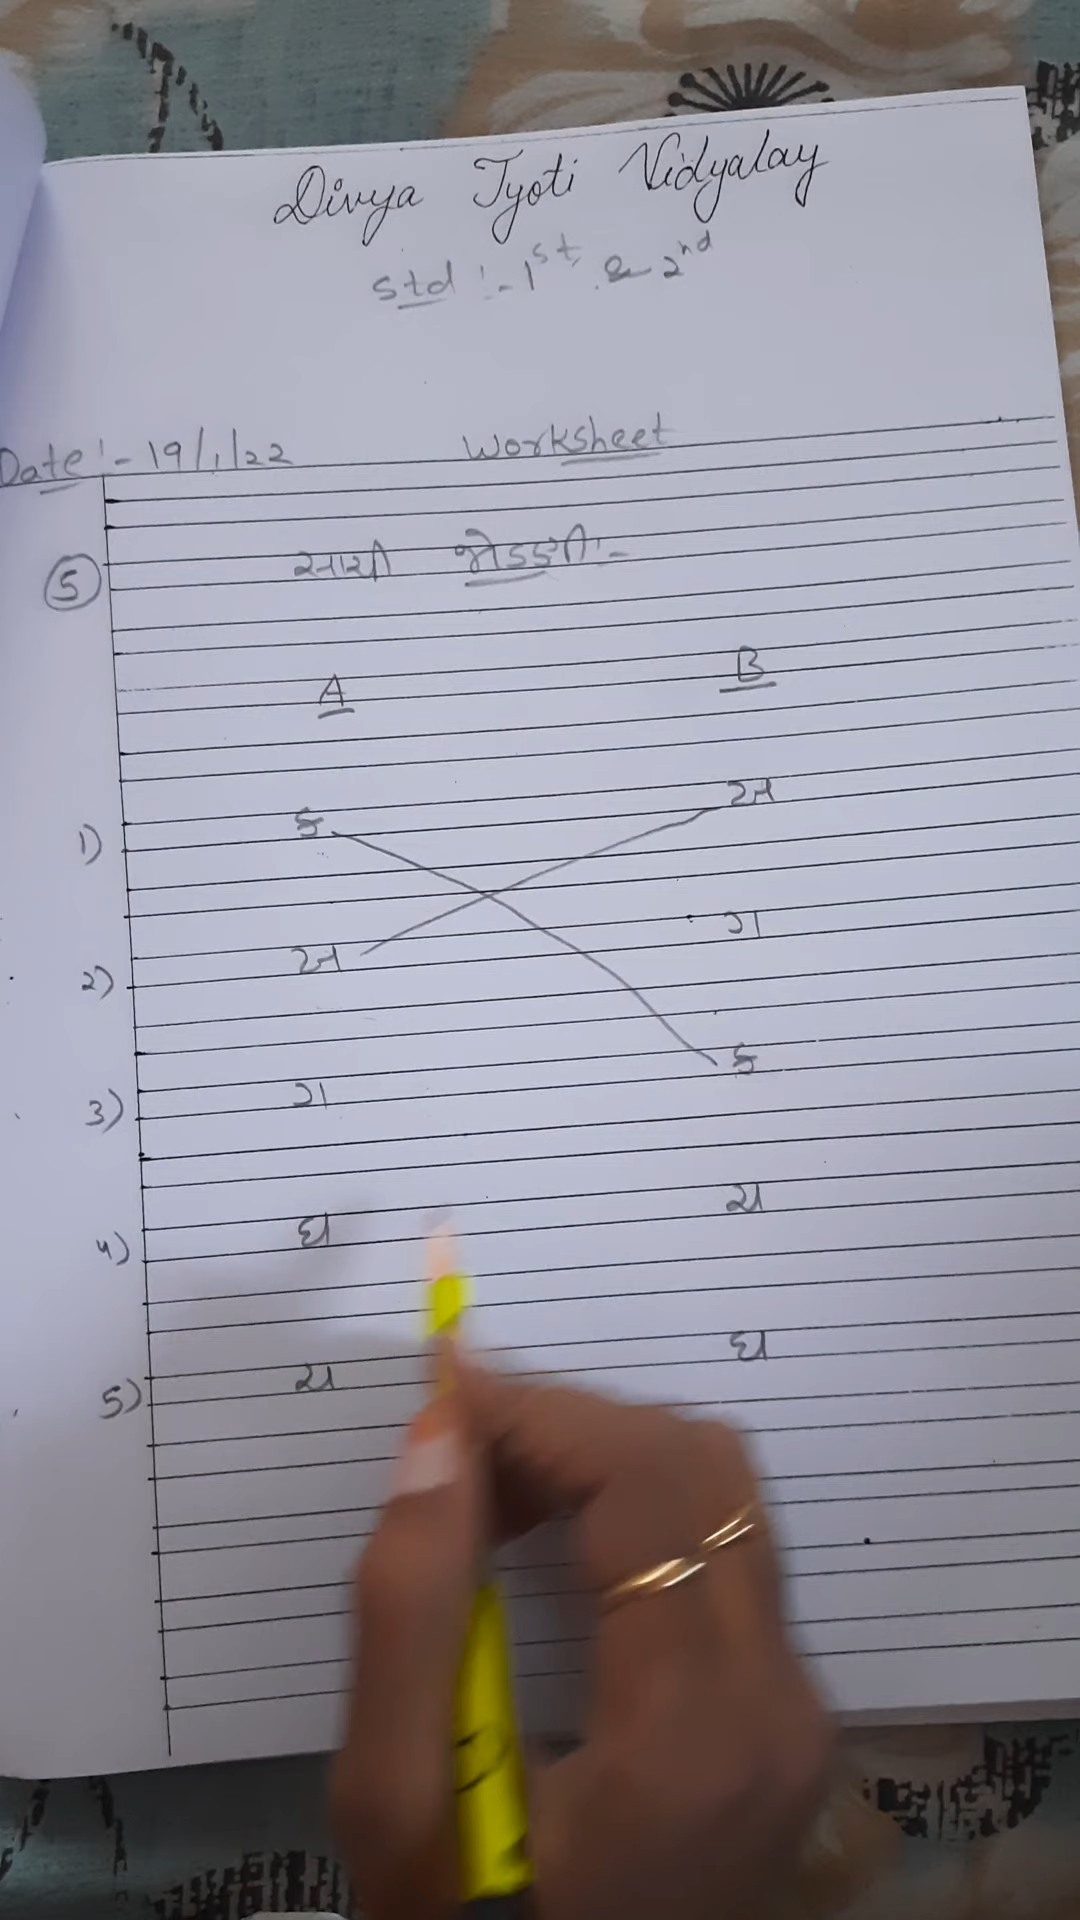 Divya Jyoti Vidyalay
Std :- 1st & 2nd
Date :- 19/1/22 Worksheet
5 સાચી જોડણી :-
A B
1) ક ખ
2) ખ ગ
3) ગ ક
4) ઘ ચ
5) ચ ઘ